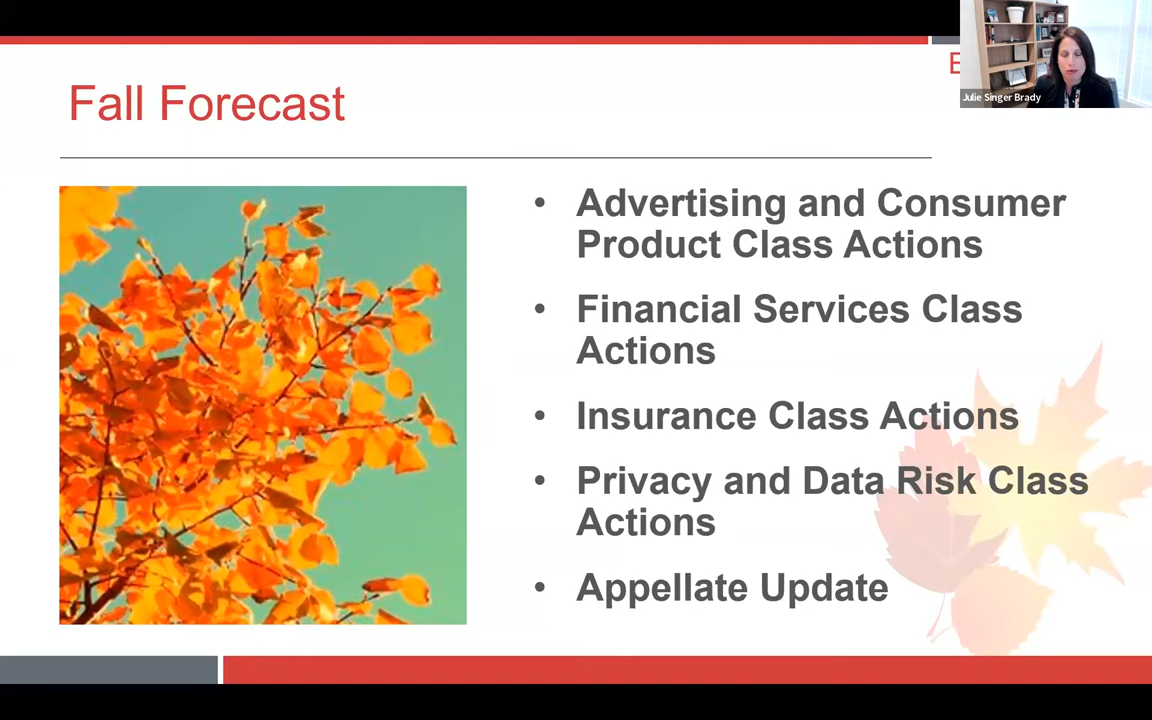 Fall Forecast
Julie Singer Brady
• Advertising and Consumer
Product Class Actions
• Financial Services Class
Actions
• Insurance Class Actions
• Privacy and Data Risk Class
Actions
• Appellate Update